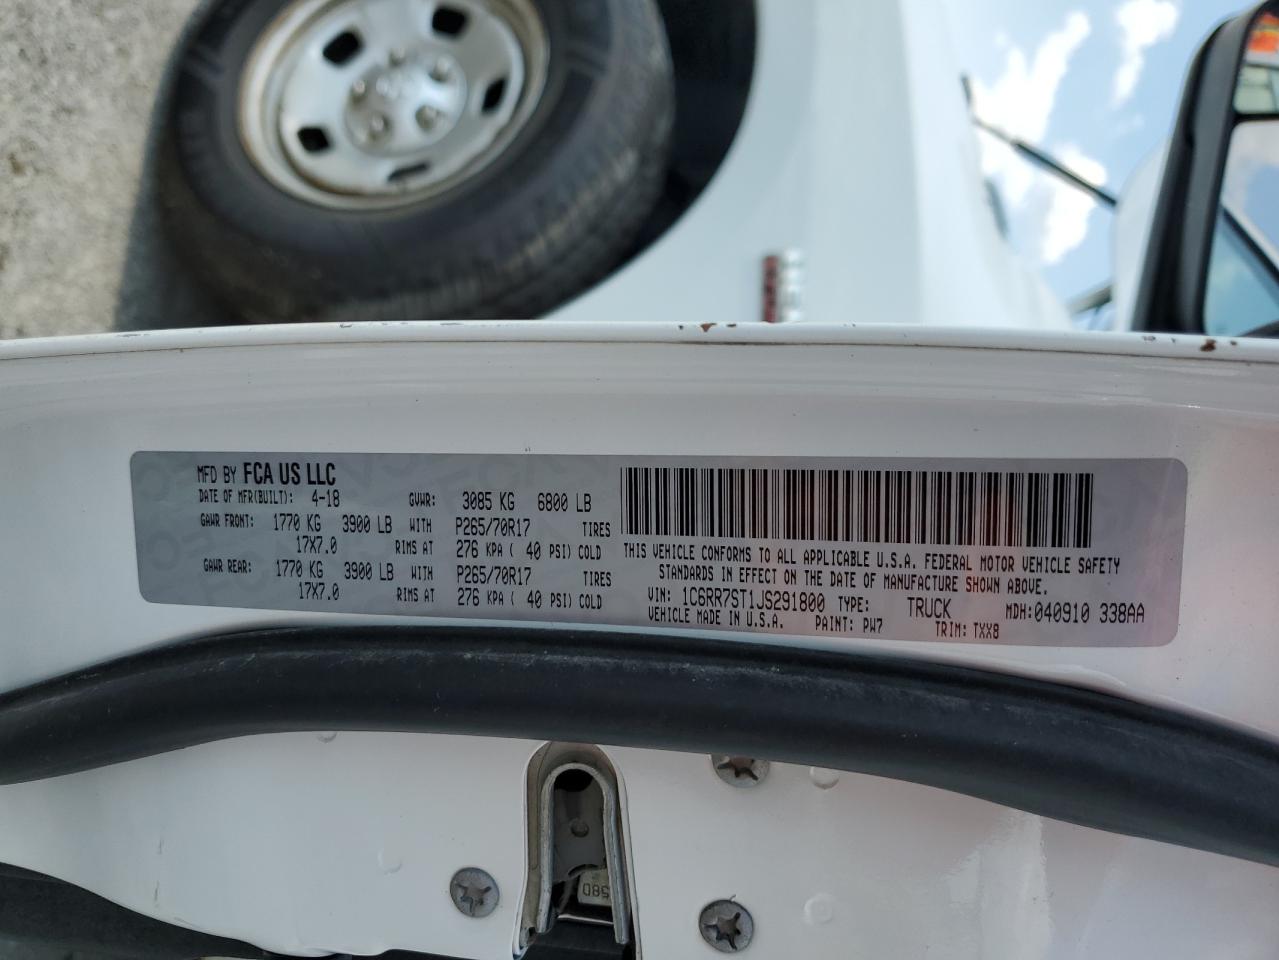 MFD BY FCA US LLC
DATE OF MFR(BUILT): 4-18 GVWR: 3085 KG 6800 LB
GAWR FRONT: 1770 KG 3900 LB WITH P265/70R17 TIRES
17X7.0 RIMS AT 276 KPA ( 40 PSI) COLD
GAWR REAR: 1770 KG 3900 LB WITH P265/70R17 TIRES
17X7.0 RIMS AT 276 KPA ( 40 PSI) COLD
THIS VEHICLE CONFORMS TO ALL APPLICABLE U.S.A. FEDERAL MOTOR VEHICLE SAFETY
STANDARDS IN EFFECT ON THE DATE OF MANUFACTURE SHOWN ABOVE.
VIN: 1C6RR7ST1JS291800 TYPE: TRUCK MDH: 040910 338AA
VEHICLE MADE IN U.S.A. PAINT: PW7 TRIM: TXX8
580